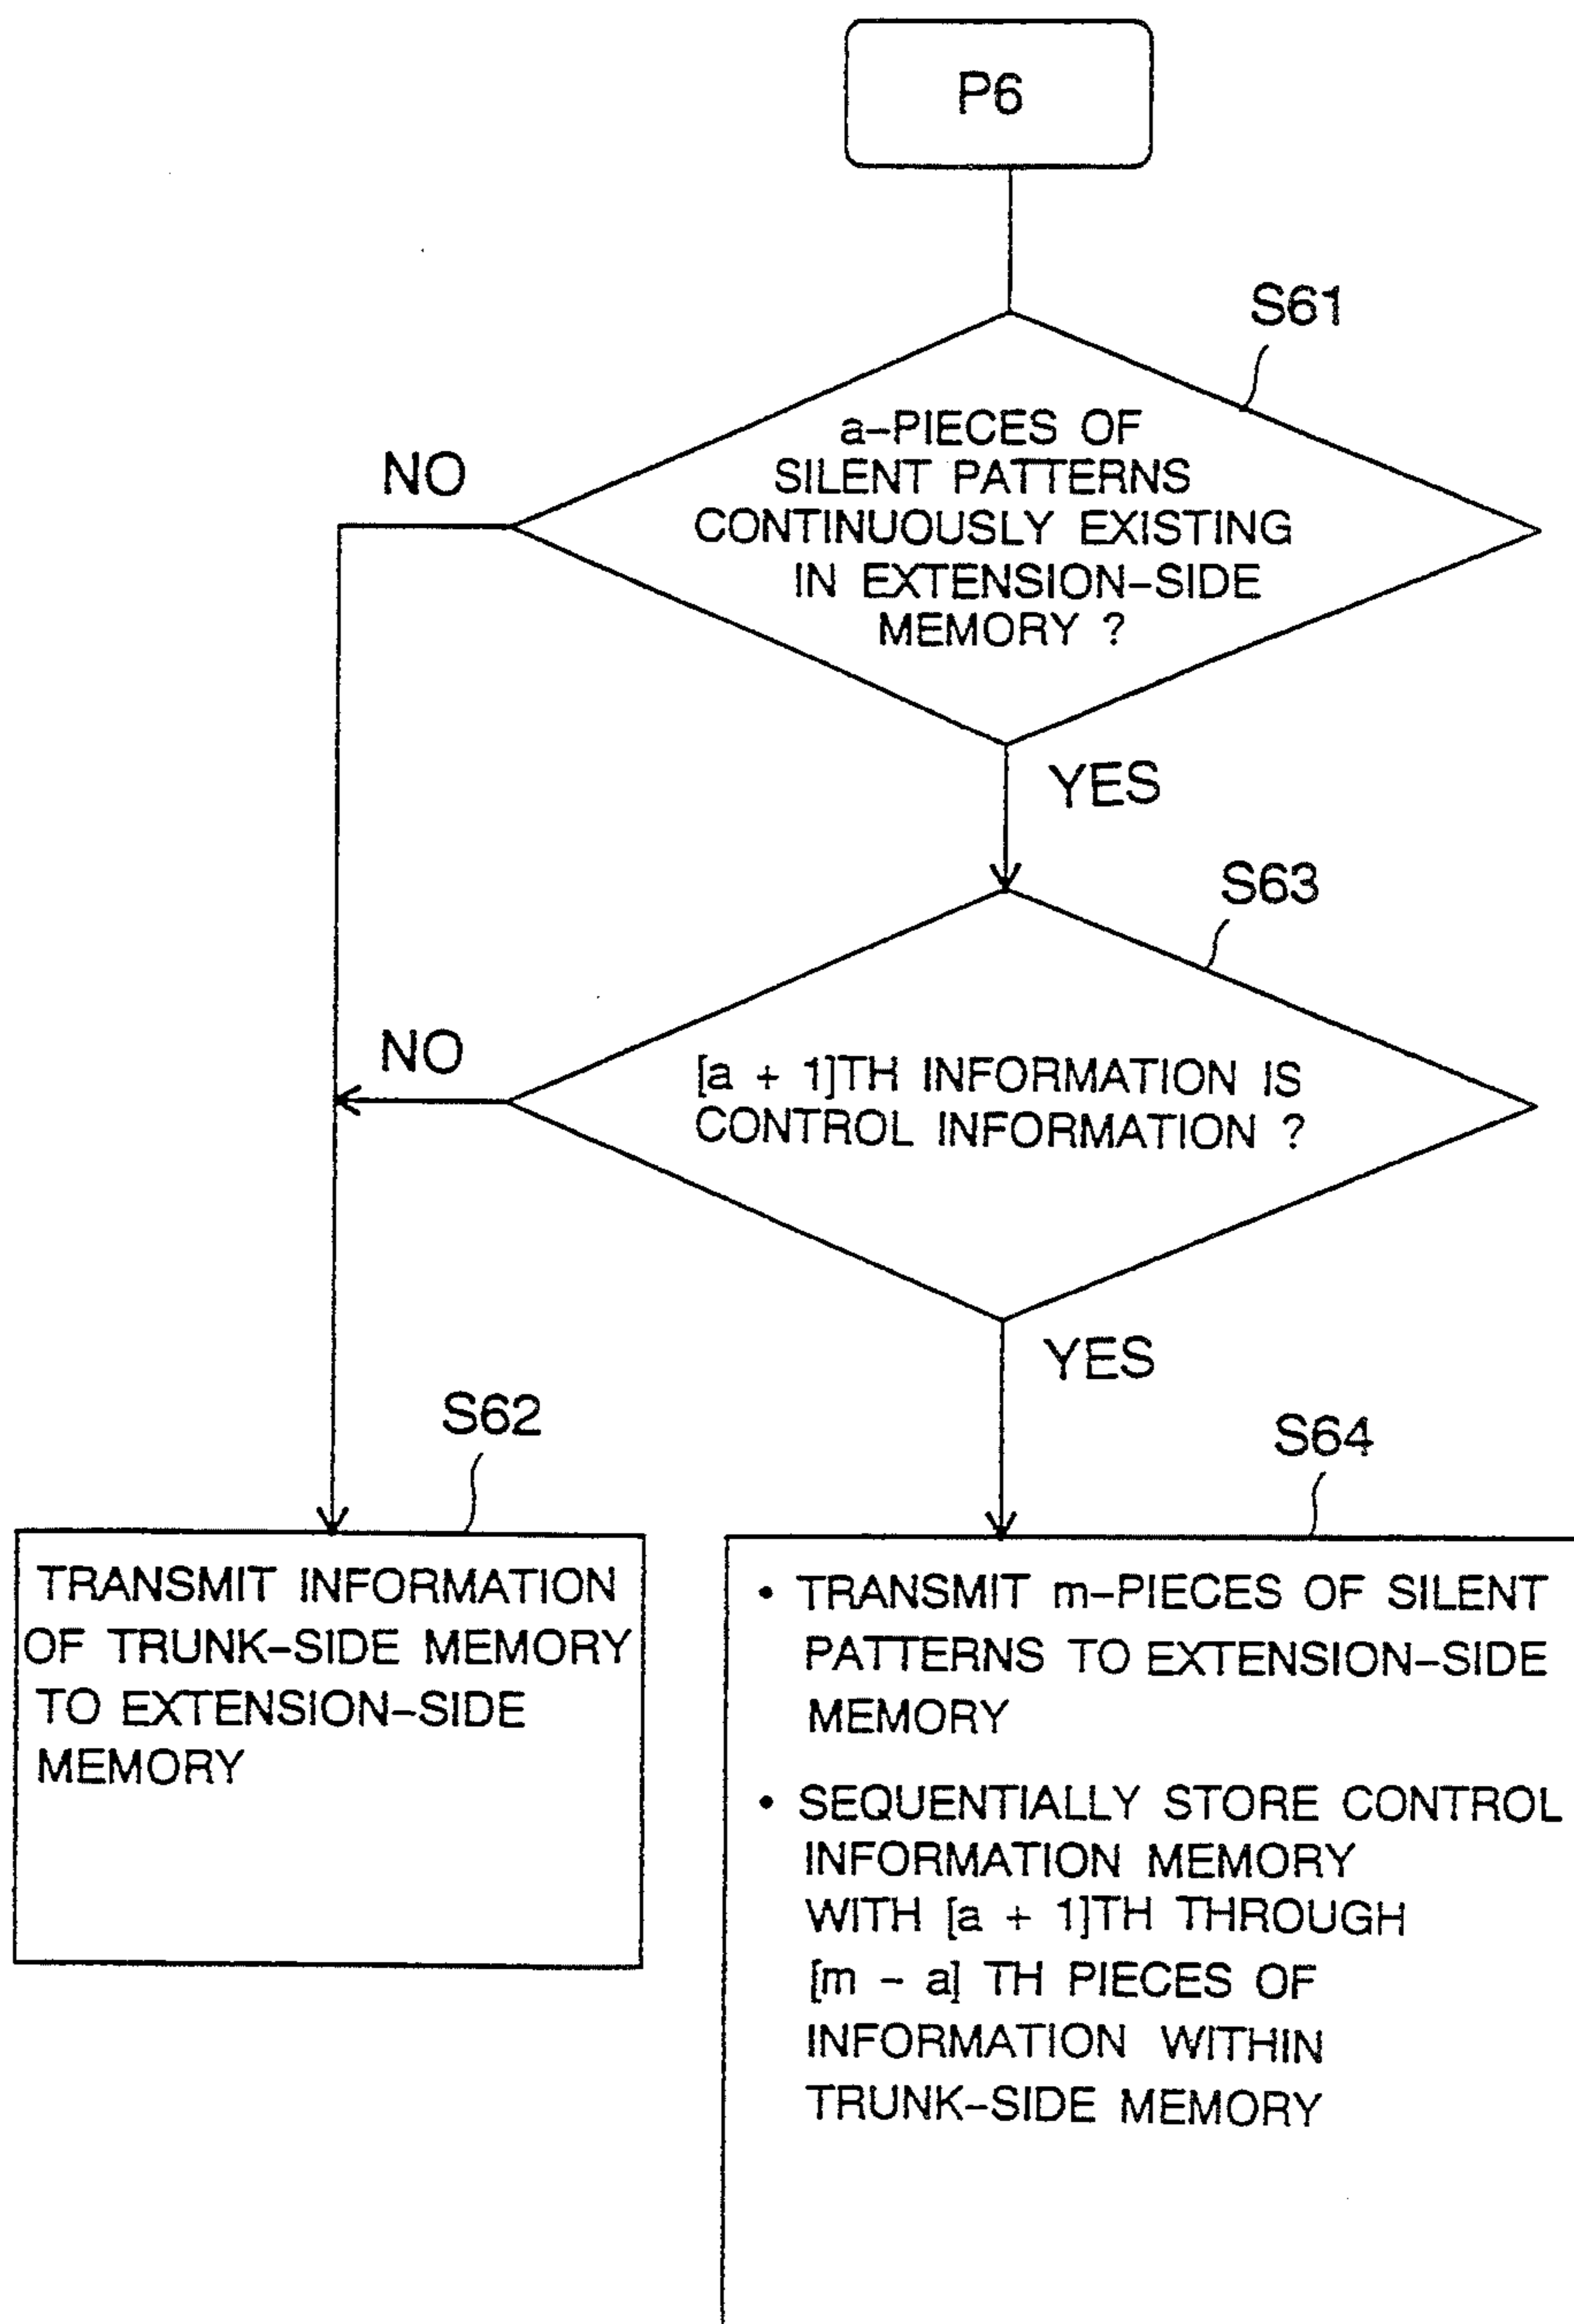 P6
S61
a-PIECES OF
SILENT PATTERNS
CONTINUOUSLY EXISTING
IN EXTENSION-SIDE
MEMORY ?
NO
YES
S63
NO
[a + 1]TH INFORMATION IS
CONTROL INFORMATION ?
YES
S62
TRANSMIT INFORMATION
OF TRUNK-SIDE MEMORY
TO EXTENSION-SIDE
MEMORY
S64
• TRANSMIT m-PIECES OF SILENT
PATTERNS TO EXTENSION-SIDE
MEMORY
• SEQUENTIALLY STORE CONTROL
INFORMATION MEMORY
WITH [a + 1]TH THROUGH
[m - a] TH PIECES OF
INFORMATION WITHIN
TRUNK-SIDE MEMORY